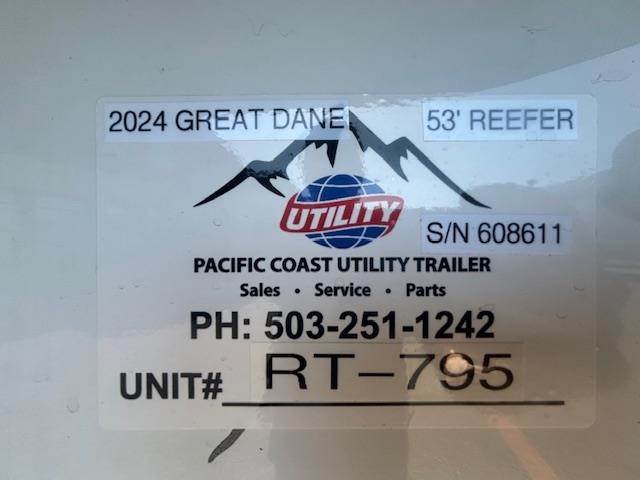 2024 GREAT DANE 53' REEFER
UTILITY
S/N 608611
PACIFIC COAST UTILITY TRAILER
Sales • Service • Parts
PH: 503-251-1242
UNIT# RT-795